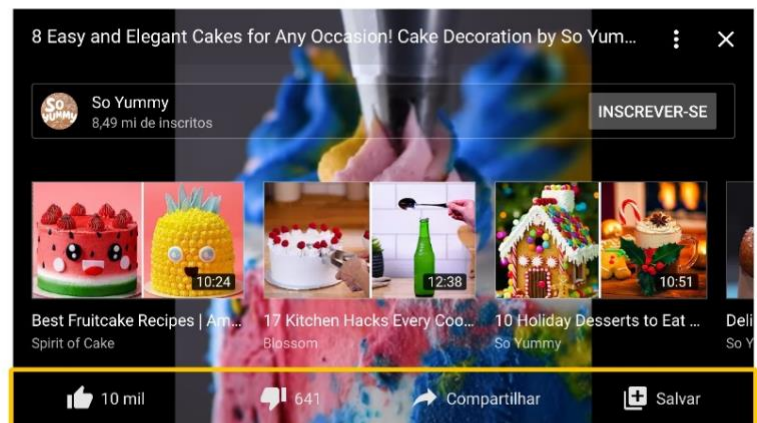 8 Easy and Elegant Cakes for Any Occasion! Cake Decoration by So Yum...
So Yummy
So Yummy
8,49 mi de inscritos
INSCREVER-SE
10:24
12:38
10:51
Best Fruitcake Recipes | Am...
17 Kitchen Hacks Every Coo...
10 Holiday Desserts to Eat ...
Deli
Spirit of Cake
Blossom
So Yummy
So Y
10 mil
641
Compartilhar
Salvar